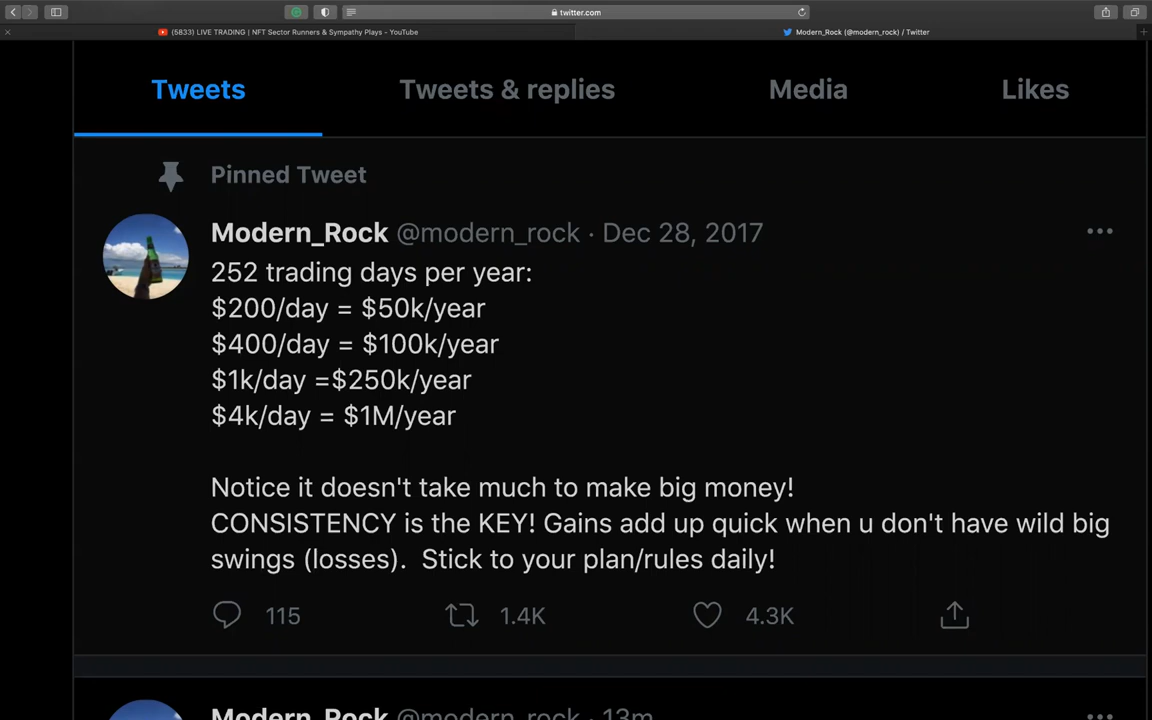 twitter.com
(5833) LIVE TRADING | NFT Sector Runners & Sympathy Plays - YouTube
Modern_Rock (@modern_rock) / Twitter
Tweets
Tweets & replies
Media
Likes
Pinned Tweet
Modern_Rock @modern_rock · Dec 28, 2017
252 trading days per year:
$200/day = $50k/year
$400/day = $100k/year
$1k/day =$250k/year
$4k/day = $1M/year
Notice it doesn't take much to make big money!
CONSISTENCY is the KEY! Gains add up quick when u don't have wild big
swings (losses).  Stick to your plan/rules daily!
115
1.4K
4.3K
Modern_Rock @modern_rock · 13m